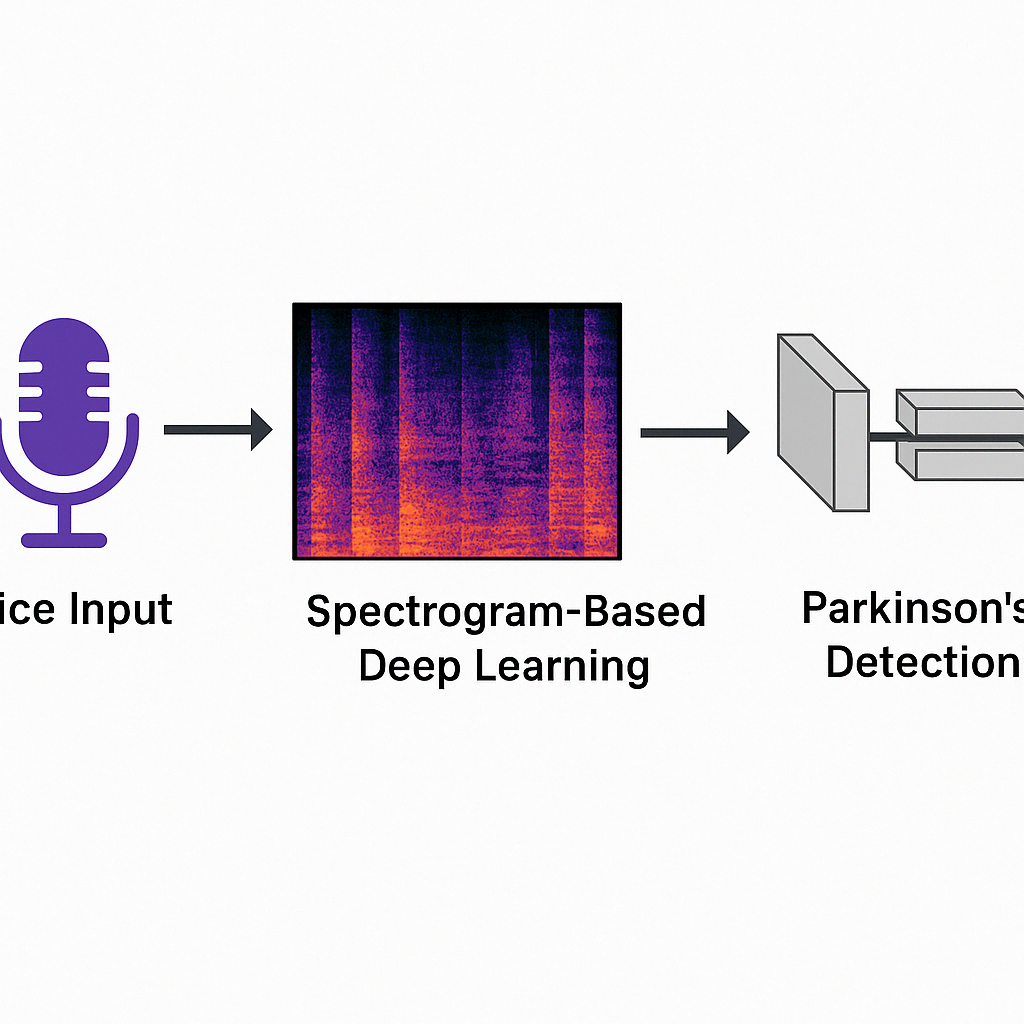 ice Input
Spectrogram-Based
Deep Learning
Parkinson's
Detection